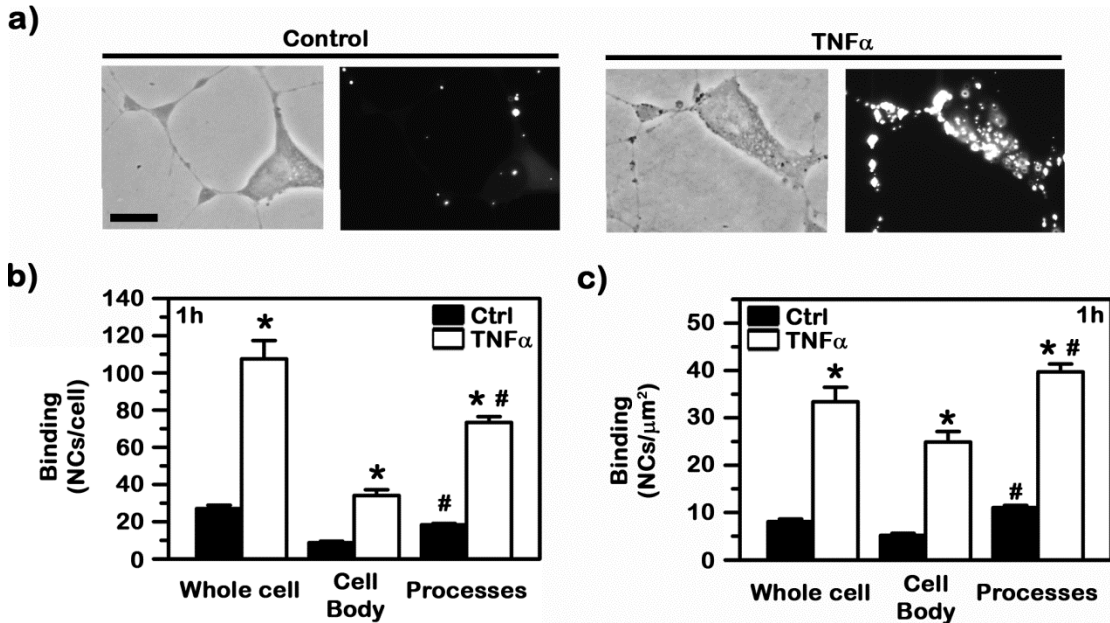 a)
Control
TNFα
b)
140
120
100
80
60
40
20
0
Binding
(NCs/cell)
1h
Ctrl
TNFα
*
*
* #
#
Whole cell
Cell
Body
Processes
c)
50
40
30
20
10
0
Binding
(NCs/μm²)
1h
Ctrl
TNFα
*
*
* #
#
Whole cell
Cell
Body
Processes